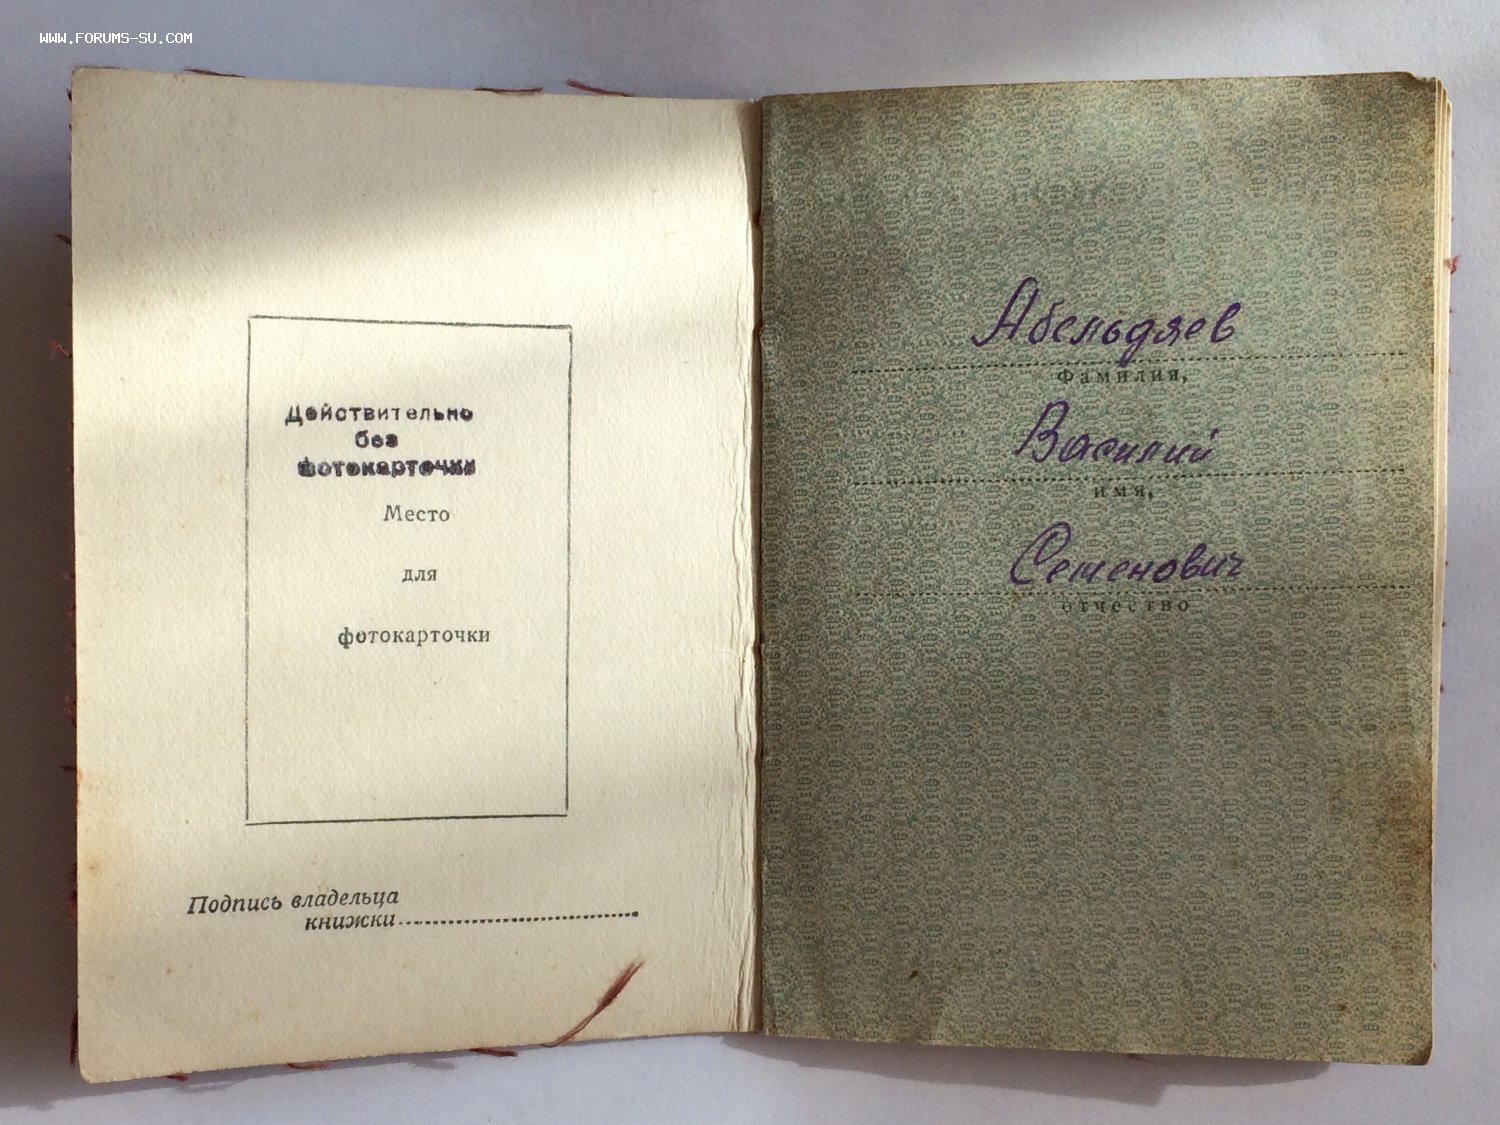 WWW.FORUMS-SU.COM
Действительно
без
фотокарточки
Место
для
фотокарточки
Подпись владельца
книжки
Абельдяев
фамилия,
Василий
имя,
Семенович
отчество